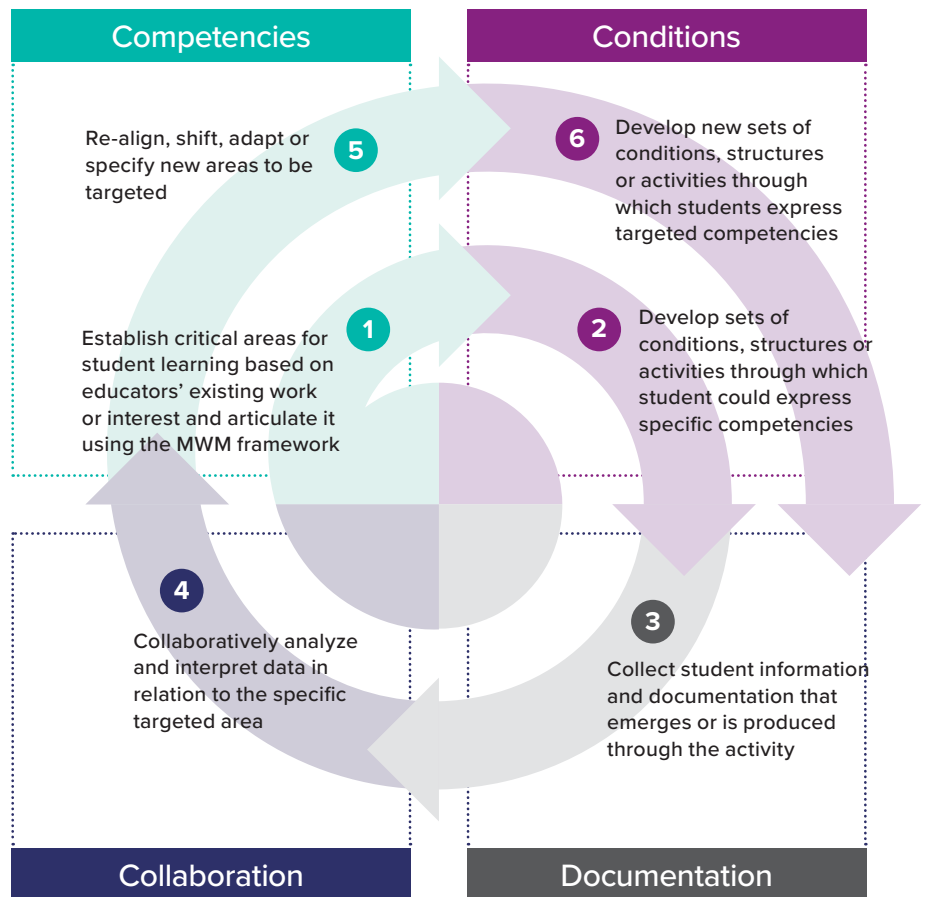 Competencies
Conditions
5
Re-align, shift, adapt or
specify new areas to be
targeted
6
Develop new sets of
conditions, structures
or activities through
which students express
targeted competencies
1
Establish critical areas for
student learning based on
educators’ existing work
or interest and articulate it
using the MWM framework
2
Develop sets of
conditions, structures or
activities through which
student could express
specific competencies
4
Collaboratively analyze
and interpret data in
relation to the specific
targeted area
3
Collect student information
and documentation that
emerges or is produced
through the activity
Collaboration
Documentation